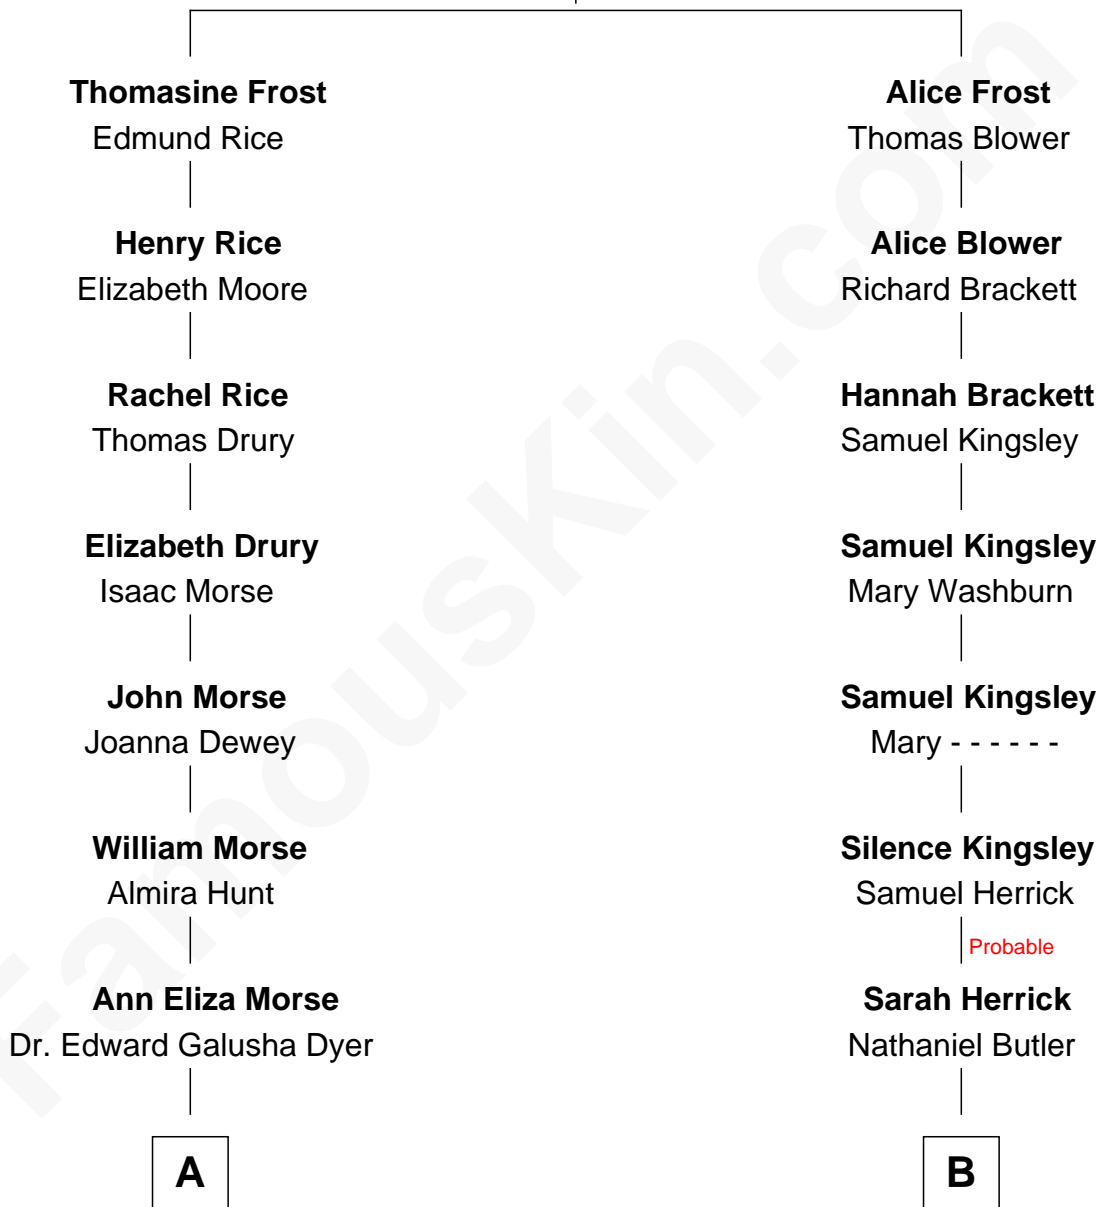 Thomasine Frost
Edmund Rice
Alice Frost
Thomas Blower
Henry Rice
Elizabeth Moore
Alice Blower
Richard Brackett
Rachel Rice
Thomas Drury
Hannah Brackett
Samuel Kingsley
Elizabeth Drury
Isaac Morse
Samuel Kingsley
Mary Washburn
John Morse
Joanna Dewey
Samuel Kingsley
Mary - - - - - -
William Morse
Almira Hunt
Silence Kingsley
Samuel Herrick
Probable
Ann Eliza Morse
Dr. Edward Galusha Dyer
Sarah Herrick
Nathaniel Butler
A
B
FamousKin.com